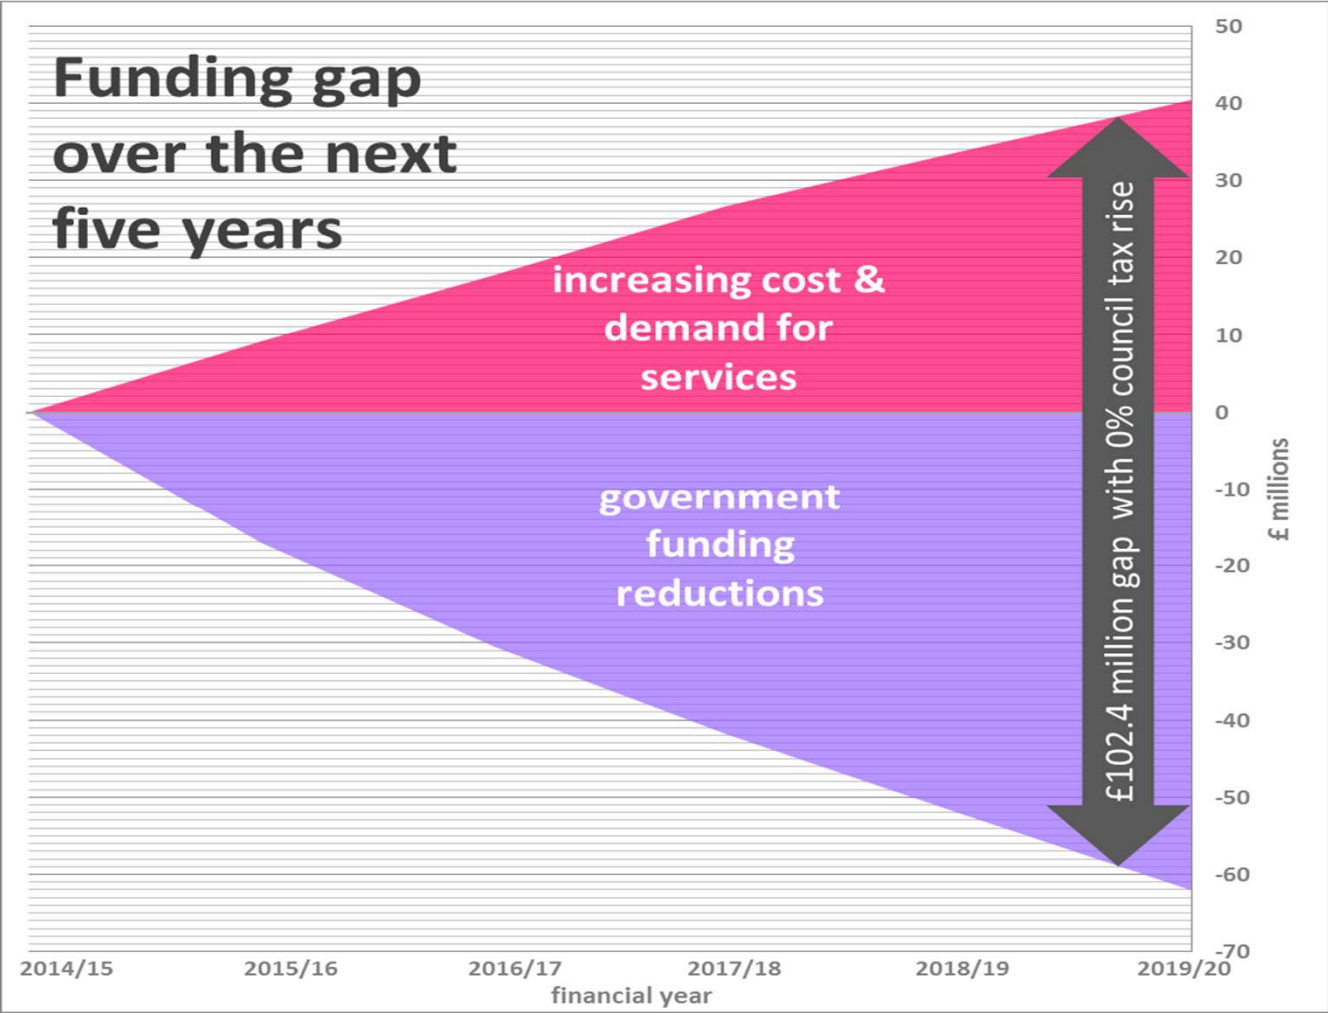 Funding gap
over the next
five years
increasing cost &
demand for
services
government
funding
reductions
£102.4 million gap with 0% council tax rise
50
40
30
20
10
0
-10
-20
-30
-40
-50
-60
-70
£ millions
2014/15 2015/16 2016/17 2017/18 2018/19 2019/20
financial year